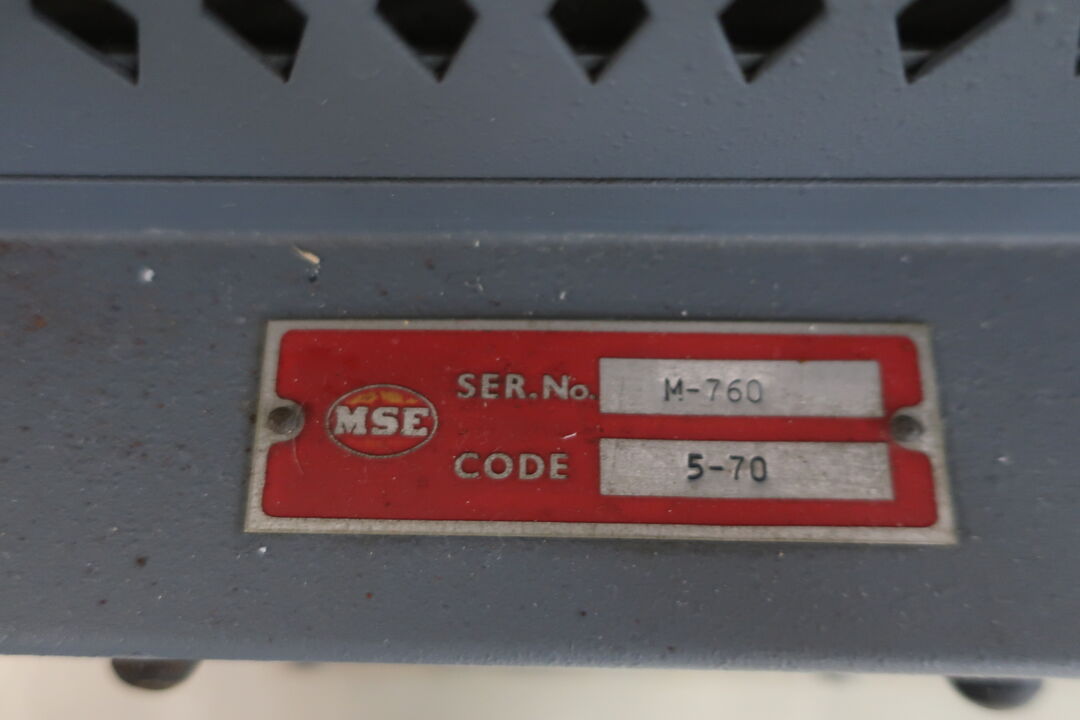 MSE
SER.No. M-760
CODE 5-70